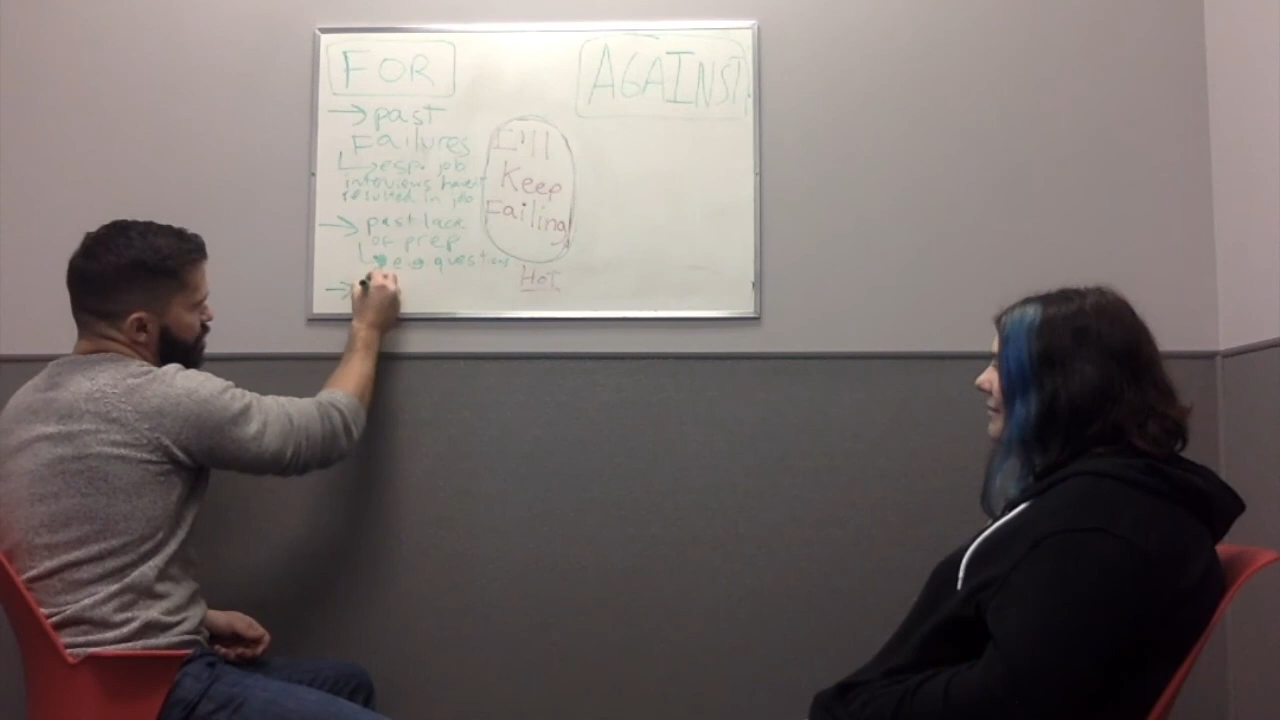 FOR
→ past
Failures
↳ esp. job
interviews haven't
resulted in job
→ past lack
of prep
↳ e.g questions
→
I'll
Keep
Failing
HOT
AGAINST